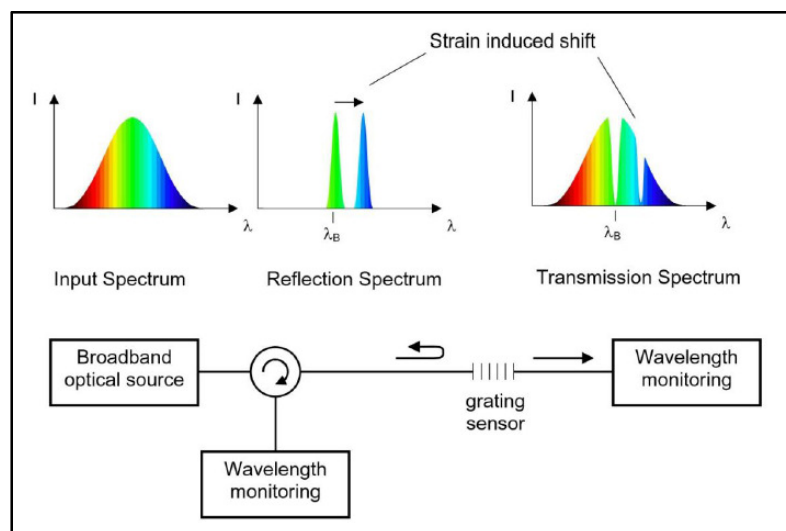 Strain induced shift
I
I
I
λ
λ
λ
λB
λB
Input Spectrum
Reflection Spectrum
Transmission Spectrum
Broadband
optical source
grating
sensor
Wavelength
monitoring
Wavelength
monitoring